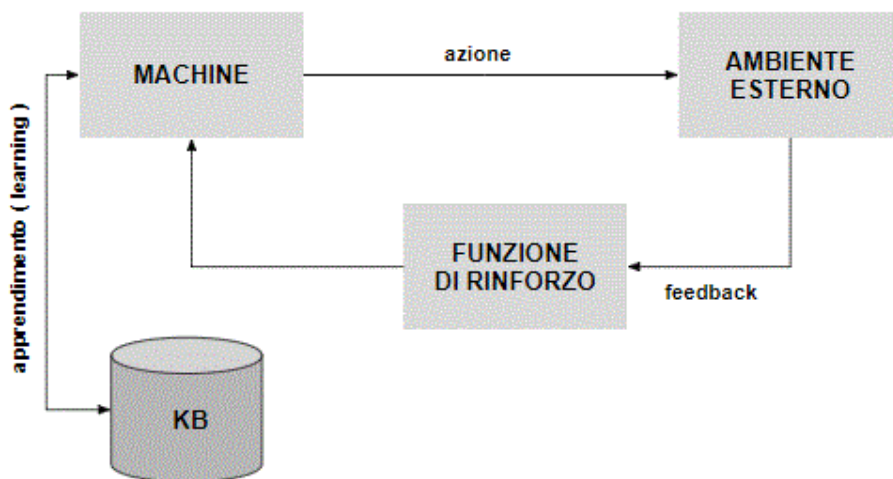 azione
MACHINE
AMBIENTE
ESTERNO
apprendimento ( learning )
FUNZIONE
DI RINFORZO
feedback
KB